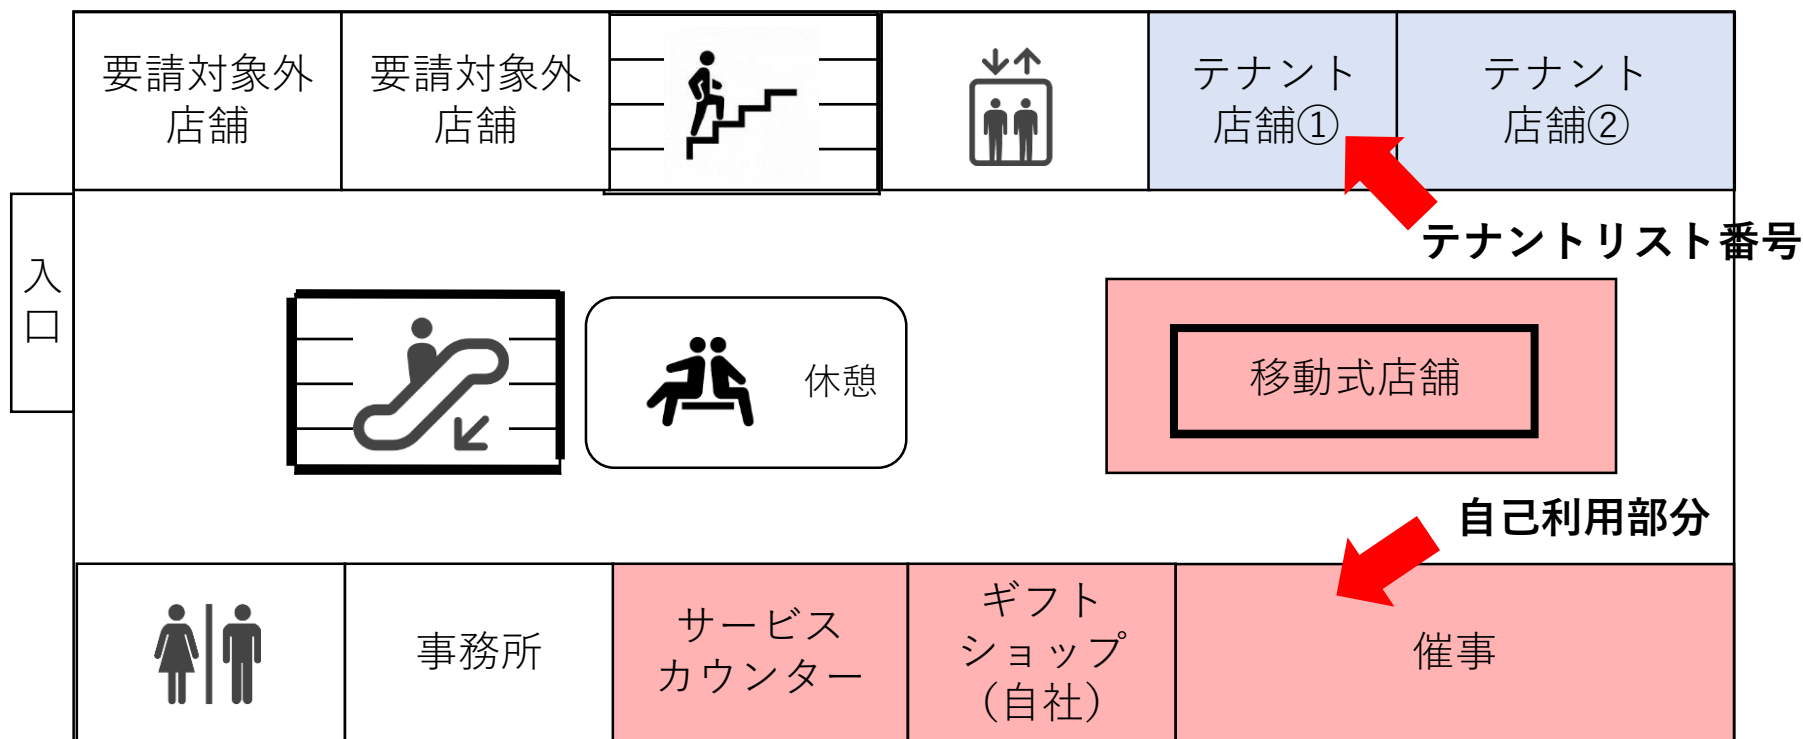 要請対象外
店舗
要請対象外
店舗
テナント
店舗①
テナント
店舗②
テナントリスト番号
入
口
休憩
移動式店舗
自己利用部分
事務所
サービス
カウンター
ギフト
ショップ
（自社）
催事